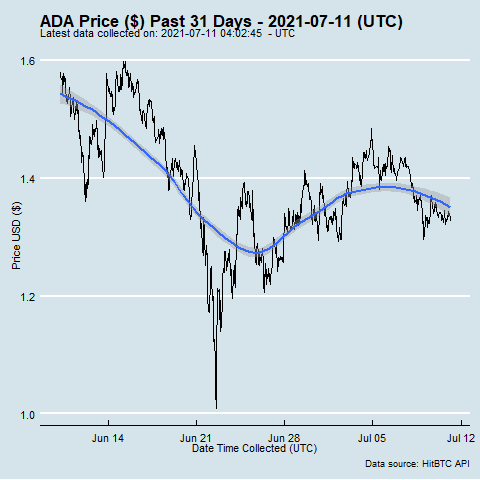 ADA Price ($) Past 31 Days - 2021-07-11 (UTC)
Latest data collected on: 2021-07-11 04:02:45 - UTC
1.6
1.4
1.2
1.0
Price USD ($)
Jun 14
Jun 21
Jun 28
Jul 05
Jul 12
Date Time Collected (UTC)
Data source: HitBTC API